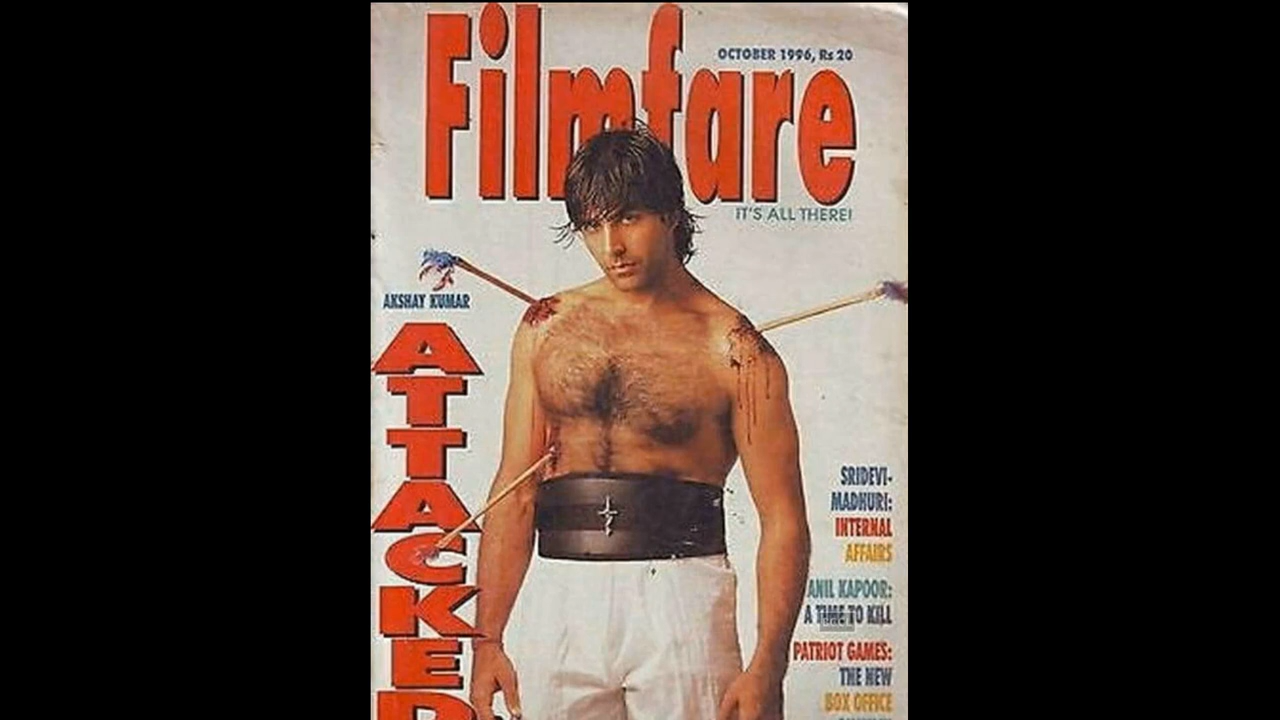 Filmfare
OCTOBER 1996, Rs 20
IT'S ALL THERE!
AKSHAY KUMAR
ATTACKED
SRIDEVI-
MADHURI:
INTERNAL
AFFAIRS
ANIL KAPOOR:
A TIME TO KILL
PATRIOT GAMES:
THE NEW
BOX OFFICE